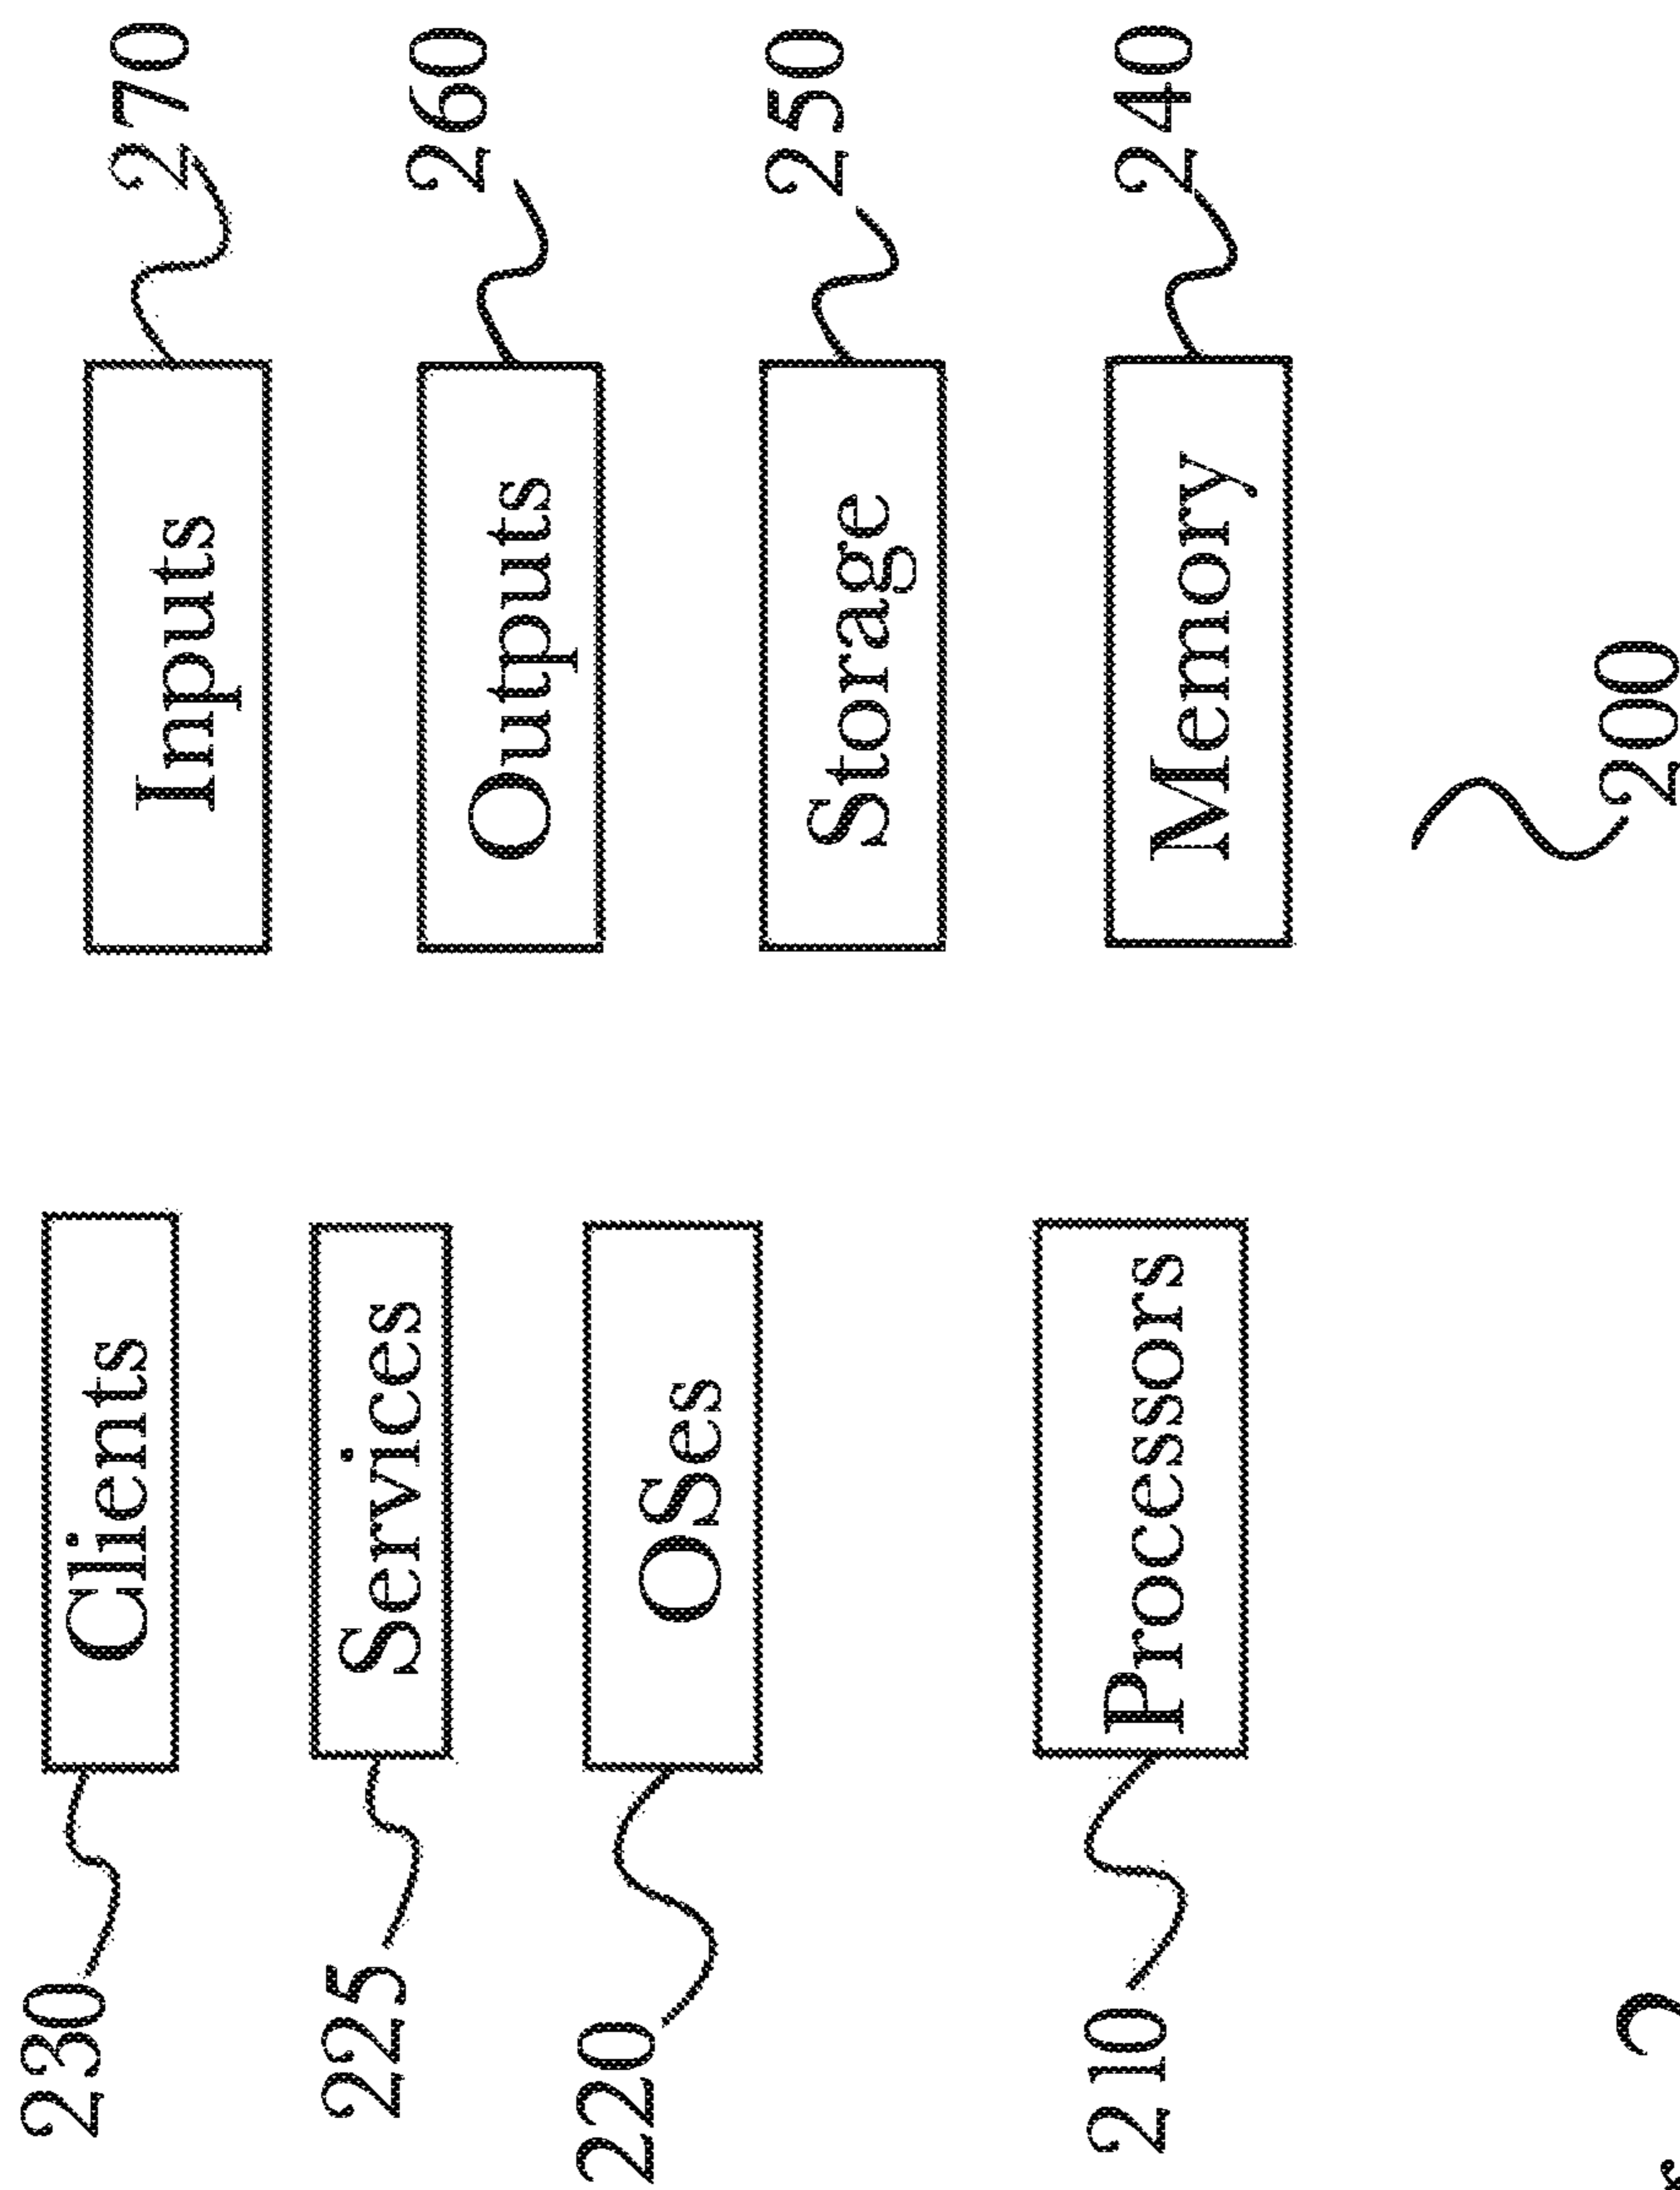 230 Clients Inputs 270
225 Services Outputs 260
220 OSes Storage 250
210 Processors Memory 240
200